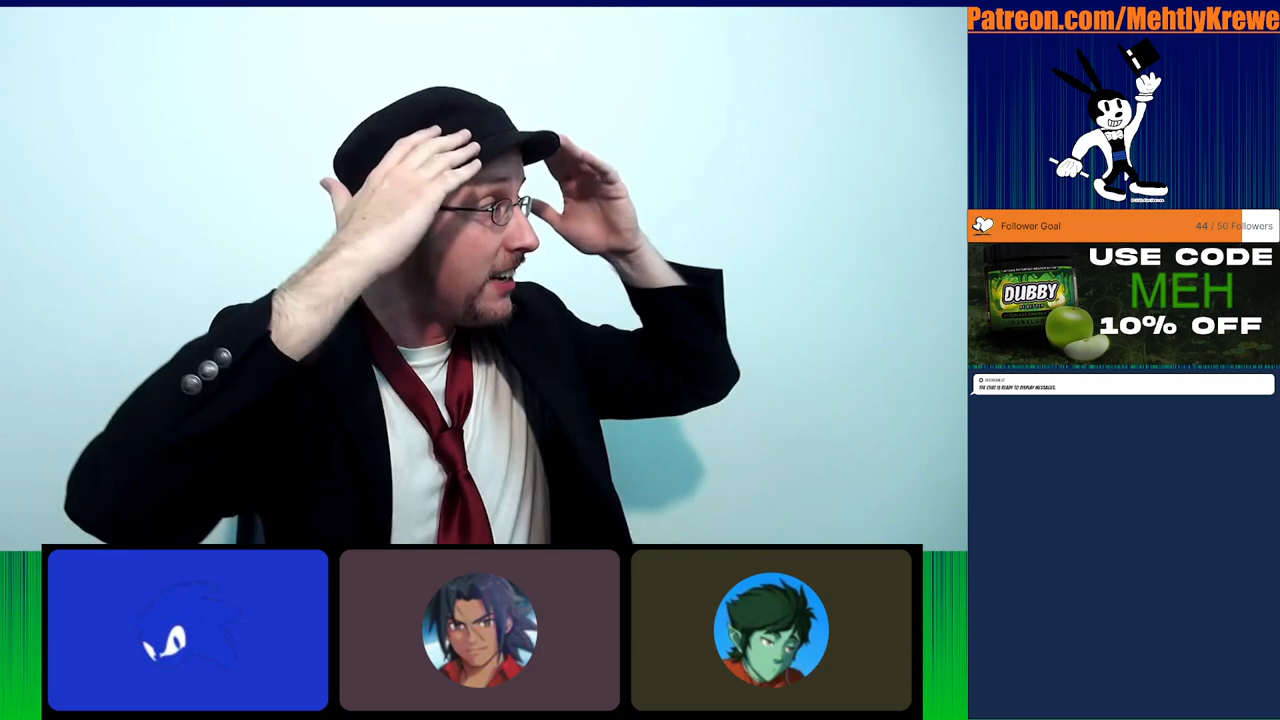 Patreon.com/MehtlyKrewe
Follower Goal
44 / 50 Followers
USE CODE
MEH
10% OFF
DUBBY
THE CHAT IS READY TO DISPLAY MESSAGES.